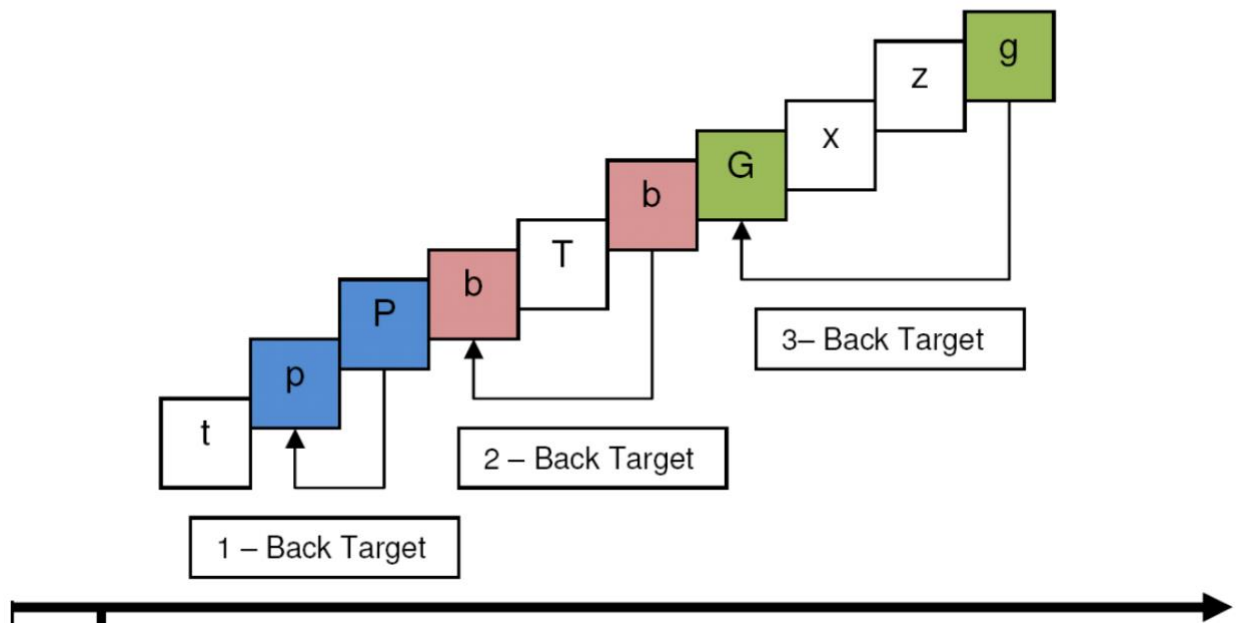 g
z
x
G
b
T
b
P
p
t
3– Back Target
2 – Back Target
1 – Back Target